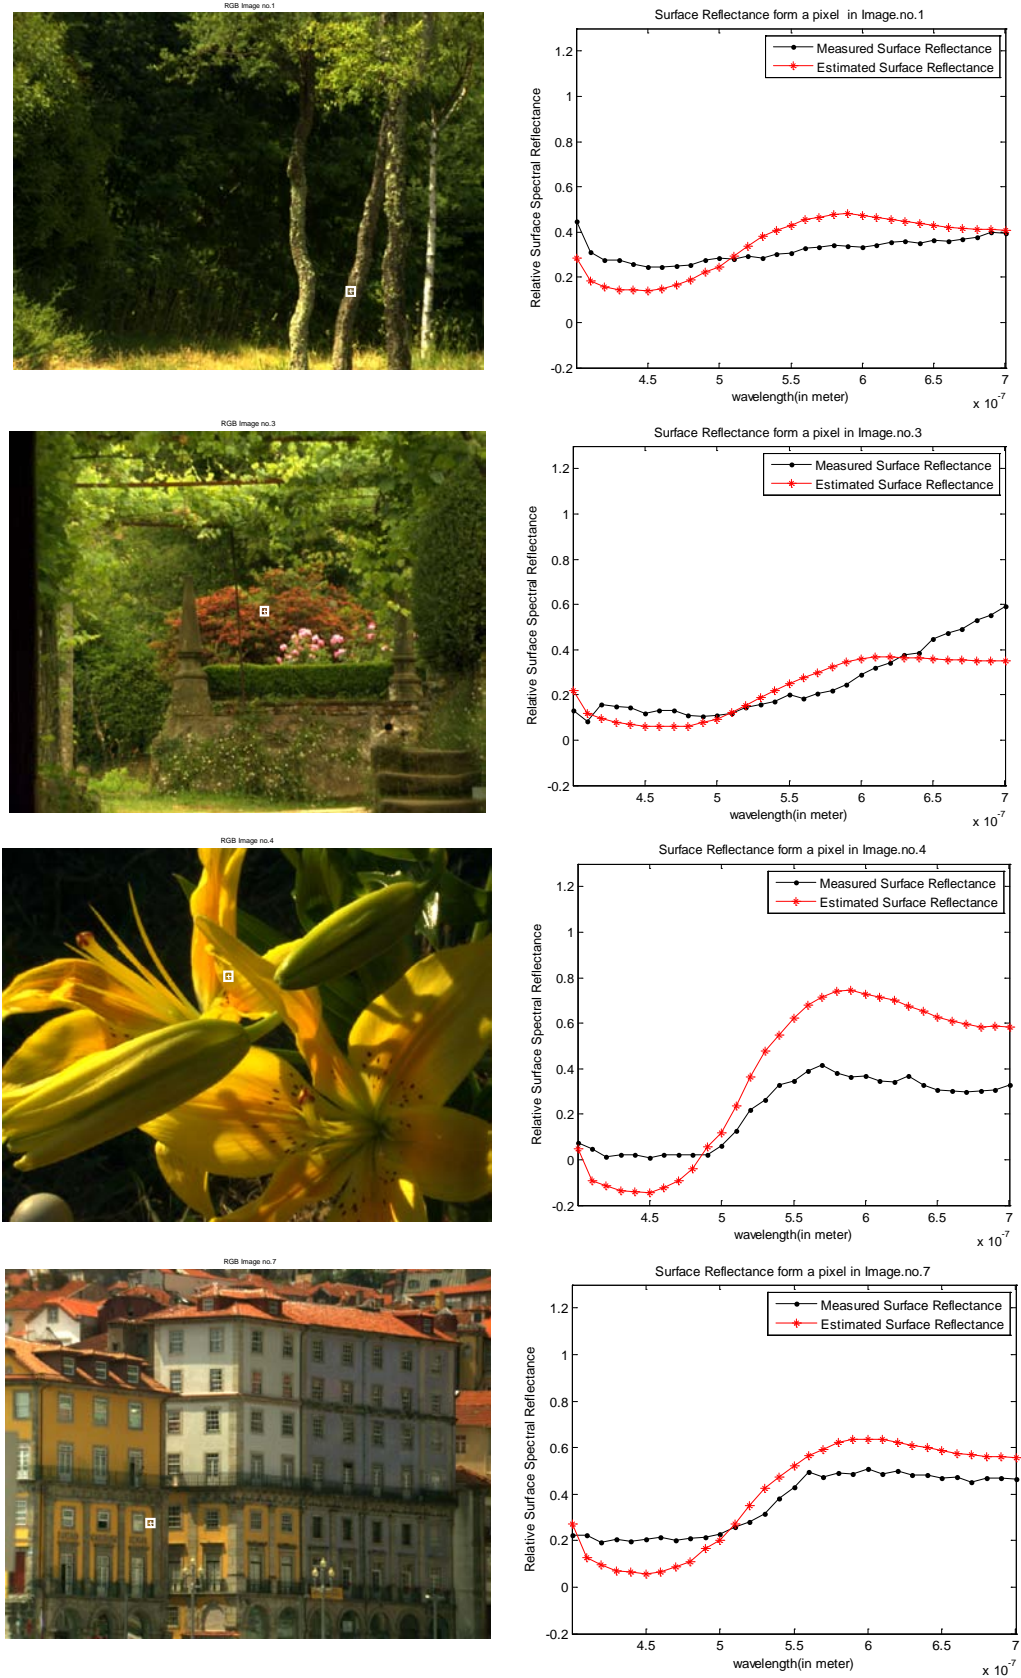 RGB Image no.1
Surface Reflectance form a pixel in Image.no.1
Measured Surface Reflectance
Estimated Surface Reflectance
Relative Surface Spectral Reflectance
1.2
1
0.8
0.6
0.4
0.2
0
-0.2
4.5 5 5.5 6 6.5 7
wavelength(in meter)
x 10-7
RGB Image no.3
Surface Reflectance form a pixel in Image.no.3
Measured Surface Reflectance
Estimated Surface Reflectance
Relative Surface Spectral Reflectance
1.2
1
0.8
0.6
0.4
0.2
0
-0.2
4.5 5 5.5 6 6.5 7
wavelength(in meter)
x 10-7
RGB Image no.4
Surface Reflectance form a pixel in Image.no.4
Measured Surface Reflectance
Estimated Surface Reflectance
Relative Surface Spectral Reflectance
1.2
1
0.8
0.6
0.4
0.2
0
-0.2
4.5 5 5.5 6 6.5 7
wavelength(in meter)
x 10-7
RGB Image no.7
Surface Reflectance form a pixel in Image.no.7
Measured Surface Reflectance
Estimated Surface Reflectance
Relative Surface Spectral Reflectance
1.2
1
0.8
0.6
0.4
0.2
0
-0.2
4.5 5 5.5 6 6.5 7
wavelength(in meter)
x 10-7